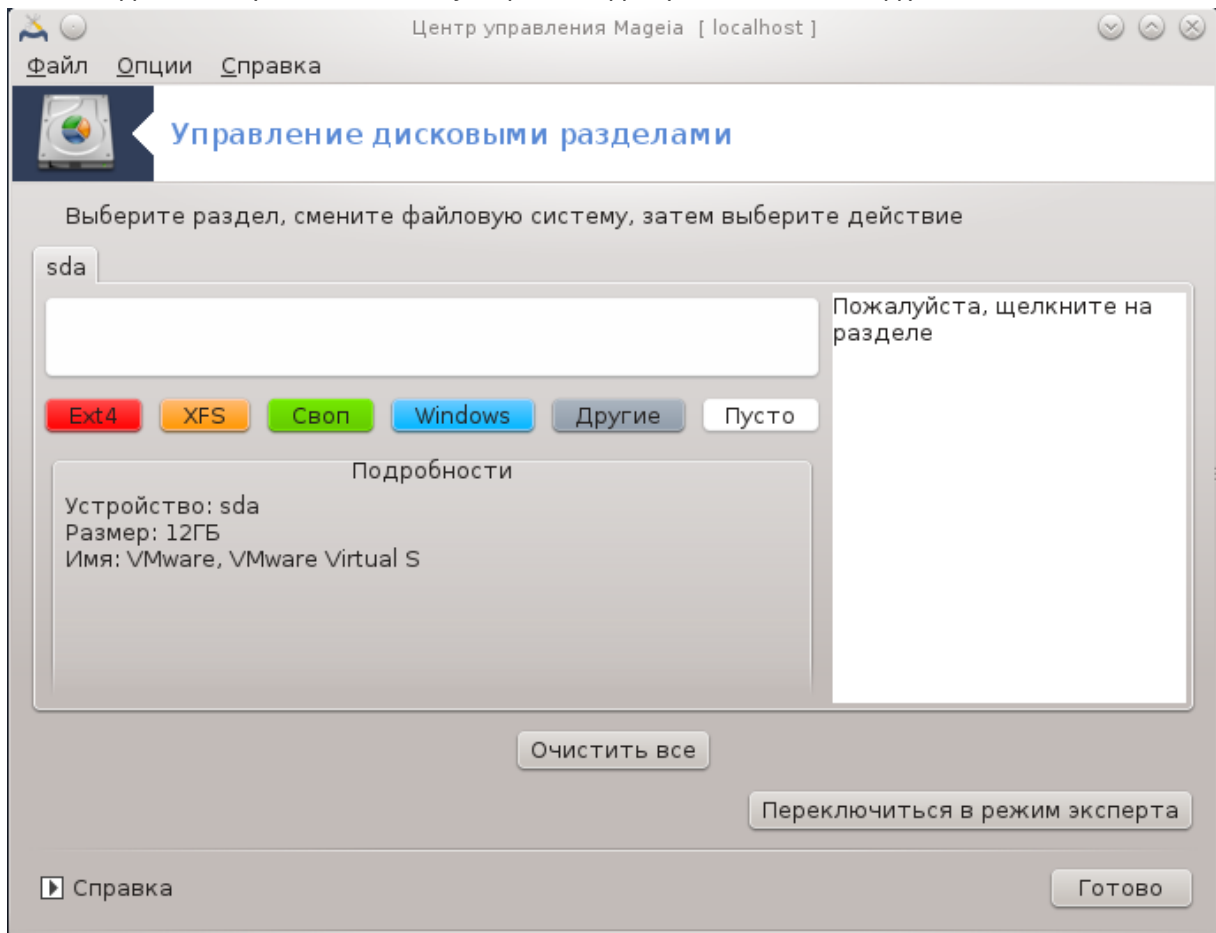 Центр управления Mageia [ localhost ]
Файл Опции Справка
Управление дисковыми разделами
Выберите раздел, смените файловую систему, затем выберите действие
sda
Пожалуйста, щелкните на
разделе
Ext4 XFS Своп Windows Другие Пусто
Подробности
Устройство: sda
Размер: 12ГБ
Имя: VMware, VMware Virtual S
Очистить все
Переключиться в режим эксперта
Справка
Готово